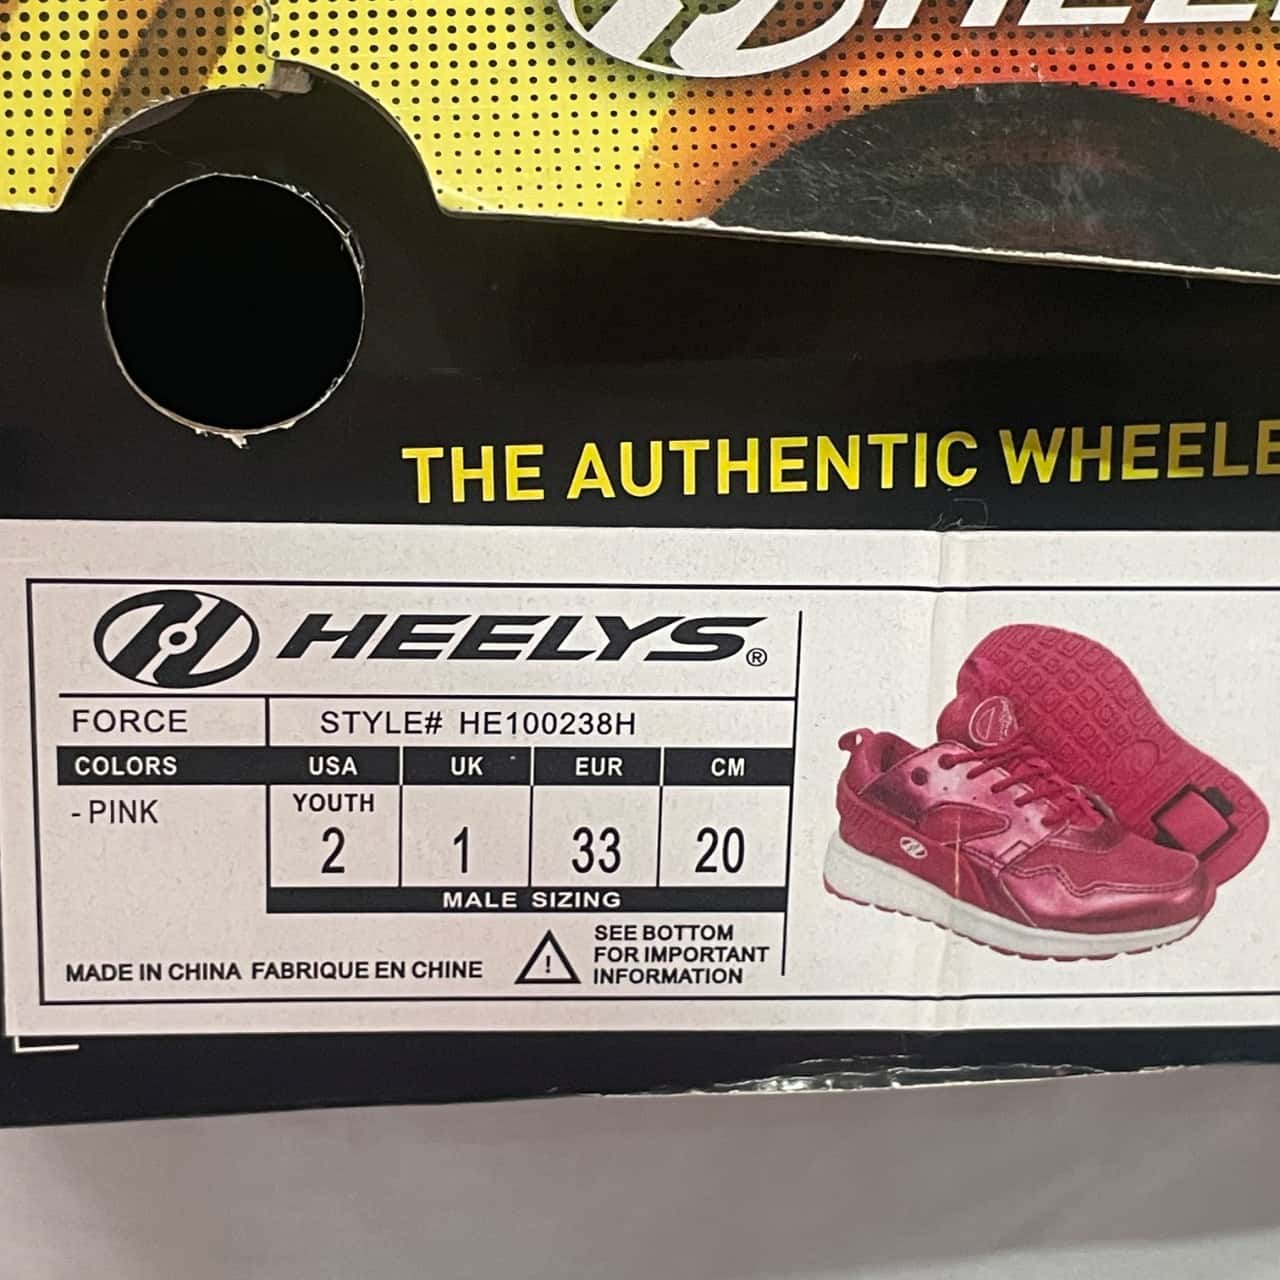 THE AUTHENTIC
HEELYS®
FORCE STYLE# HE100238H
COLORS USA UK EUR CM
- PINK YOUTH
2 1 33 20
MALE SIZING
MADE IN CHINA FABRIQUE EN CHINE
! SEE BOTTOM
FOR IMPORTANT
INFORMATION